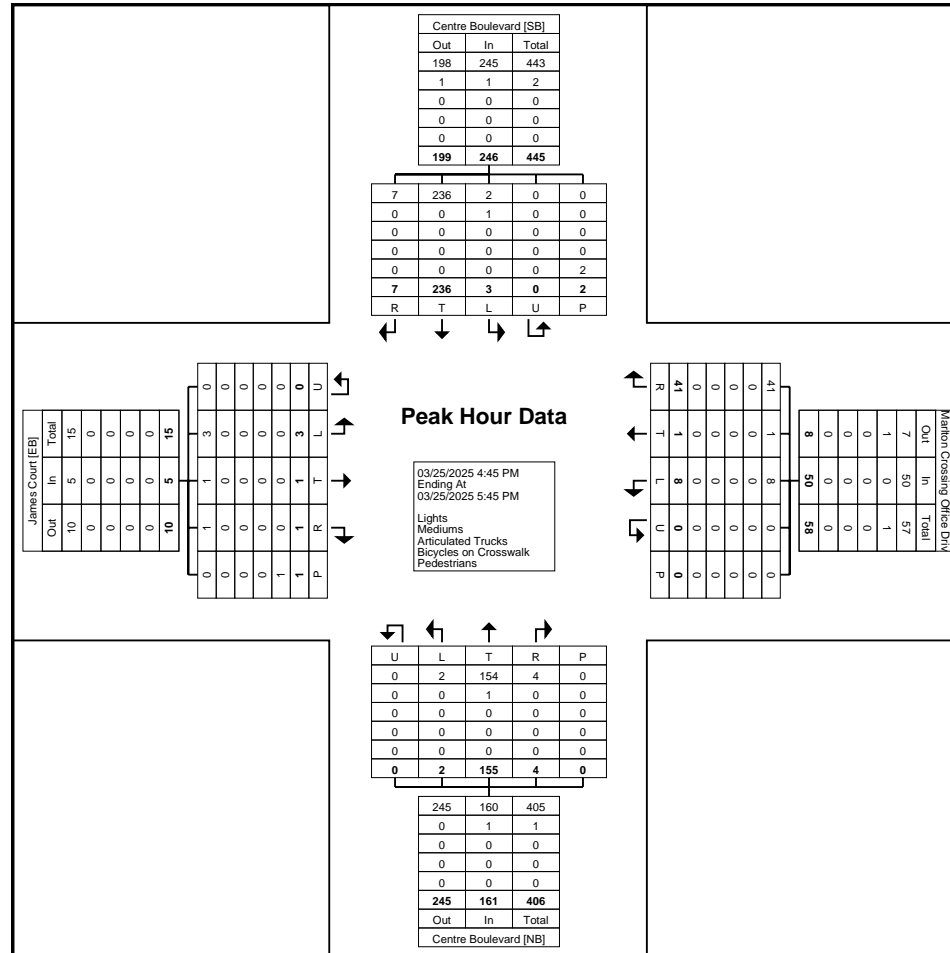 Centre Boulevard [SB]
Out In Total
198 245 443
1 1 2
0 0 0
0 0 0
0 0 0
199 246 445
7 236 2 0 0
0 0 1 0 0
0 0 0 0 0
0 0 0 0 0
0 0 0 0 2
7 236 3 0 2
R T L U P
James Court [EB]
Total In Out
15 5 10
0 0 0
0 0 0
0 0 0
0 0 0
15 5 10
0 3 1 1 0
0 0 0 0 0
0 0 0 0 0
0 0 0 0 0
0 0 0 0 1
0 3 1 1 1
U L T R P
Peak Hour Data
03/25/2025 4:45 PM
Ending At
03/25/2025 5:45 PM
Lights
Mediums
Articulated Trucks
Bicycles on Crosswalk
Pedestrians
R T L U P
41 1 8 0 0
0 0 0 0 0
0 0 0 0 0
0 0 0 0 0
0 0 0 0 0
41 1 8 0 0
Marlton Crossing Office Driv
Out In Total
7 50 57
1 0 1
0 0 0
0 0 0
0 0 0
8 50 58
U L T R P
0 2 154 4 0
0 0 1 0 0
0 0 0 0 0
0 0 0 0 0
0 0 0 0 0
0 2 155 4 0
245 160 405
0 1 1
0 0 0
0 0 0
0 0 0
245 161 406
Out In Total
Centre Boulevard [NB]